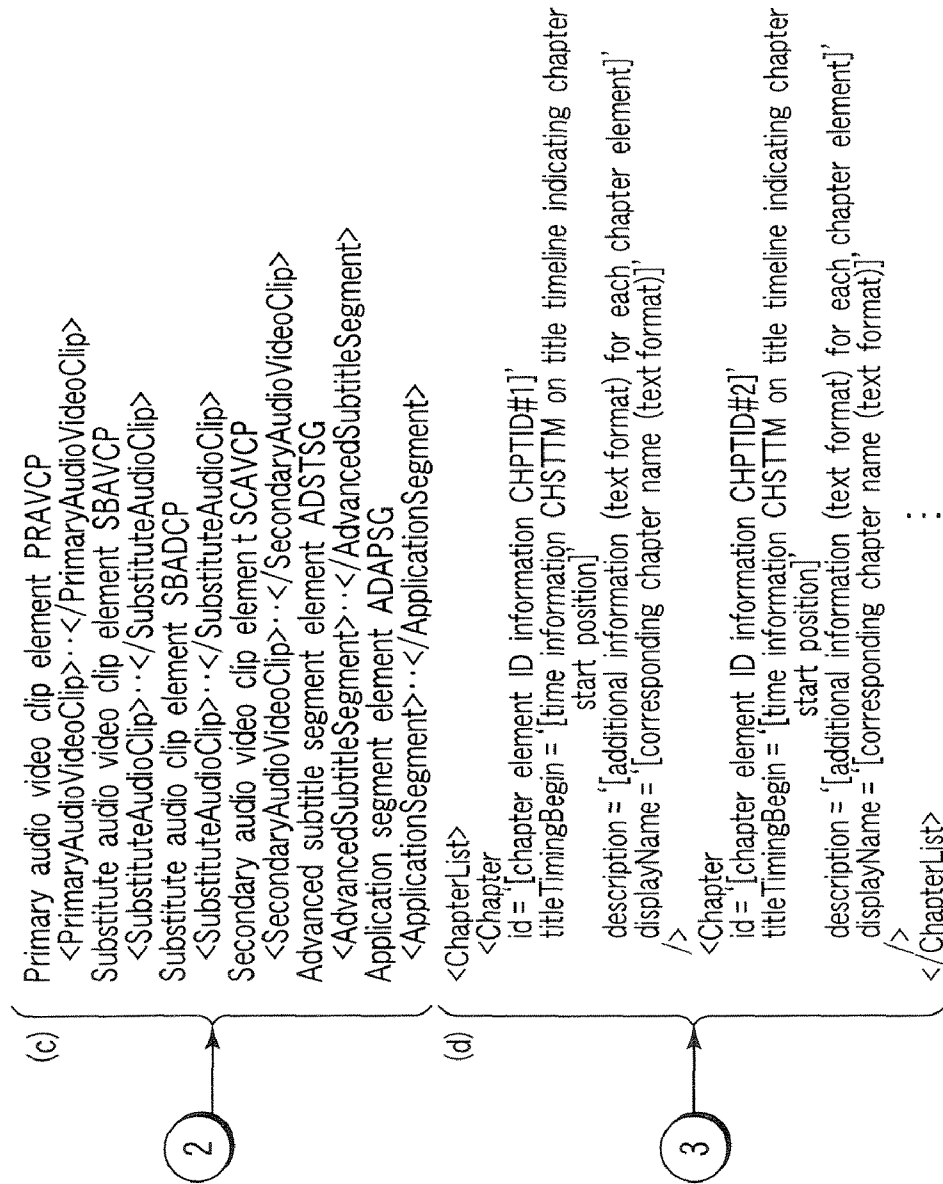 (c)
Primary audio video clip element PRAVCP
<PrimaryAudioVideoClip>··</PrimaryAudioVideoClip>
Substitute audio video clip element SBAVCP
<SubstituteAudioClip>··</SubstituteAudioClip>
Substitute audio clip element SBADCP
<SubstituteAudioClip>··</SubstituteAudioClip>
Secondary audio video clip element SCAVCP
<SecondaryAudioVideoClip>··</SecondaryAudioVideoClip>
Advanced subtitle segment element ADSTSG
<AdvancedSubtitleSegment>··</AdvancedSubtitleSegment>
Application segment element ADAPSG
<ApplicationSegment>··</ApplicationSegment>
2
(d)
<ChapterList>
<Chapter
id = '[chapter element ID information CHPTID#1]'
titleTimingBegin = '[time information CHSTTM on title timeline indicating chapter
start position]'
description = '[additional information (text format) for each chapter element]'
displayName = '[corresponding chapter name (text format)]'
/>
<Chapter
id = '[chapter element ID information CHPTID#2]'
titleTimingBegin = '[time information CHSTTM on title timeline indicating chapter
start position]'
description = '[additional information (text format) for each chapter element]'
displayName = '[corresponding chapter name (text format)]'
/>
⋮
</ChapterList>
3